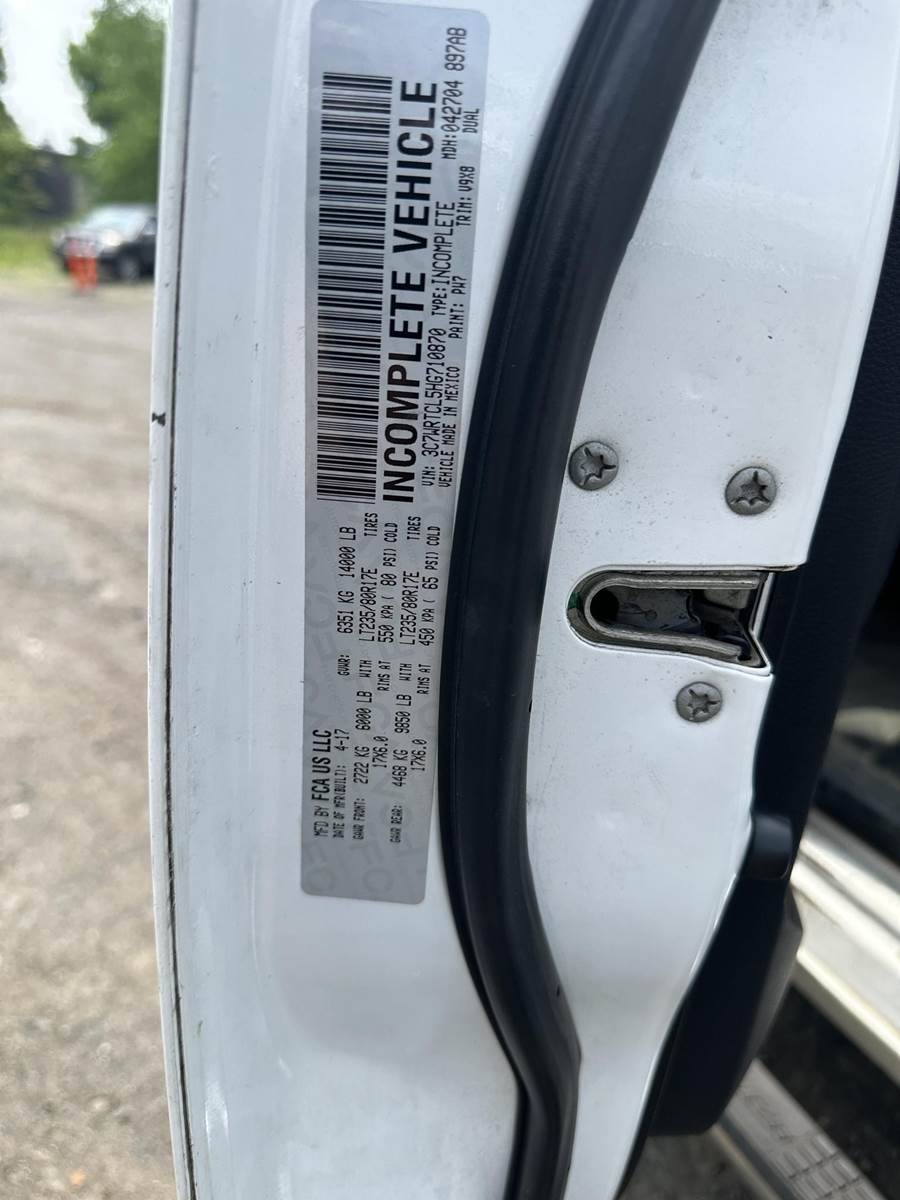 MFD BY FCA US LLC
DATE OF MFR(BUILT): 4-17 GVWR: 6351 KG 14000 LB
GAWR FRONT: 2722 KG 6000 LB WITH LT235/80R17E TIRES
17X6.0 RIMS AT 550 KPA ( 80 PSI) COLD
GAWR REAR: 4468 KG 9850 LB WITH LT235/80R17E TIRES
17X6.0 RIMS AT 450 KPA ( 65 PSI) COLD
INCOMPLETE VEHICLE
VIN: 3C7WRTCL5HG710870 TYPE:INCOMPLETE MDH:042704 897AB
VEHICLE MADE IN MEXICO PAINT: PW7 TRIM: V9X8 DUAL